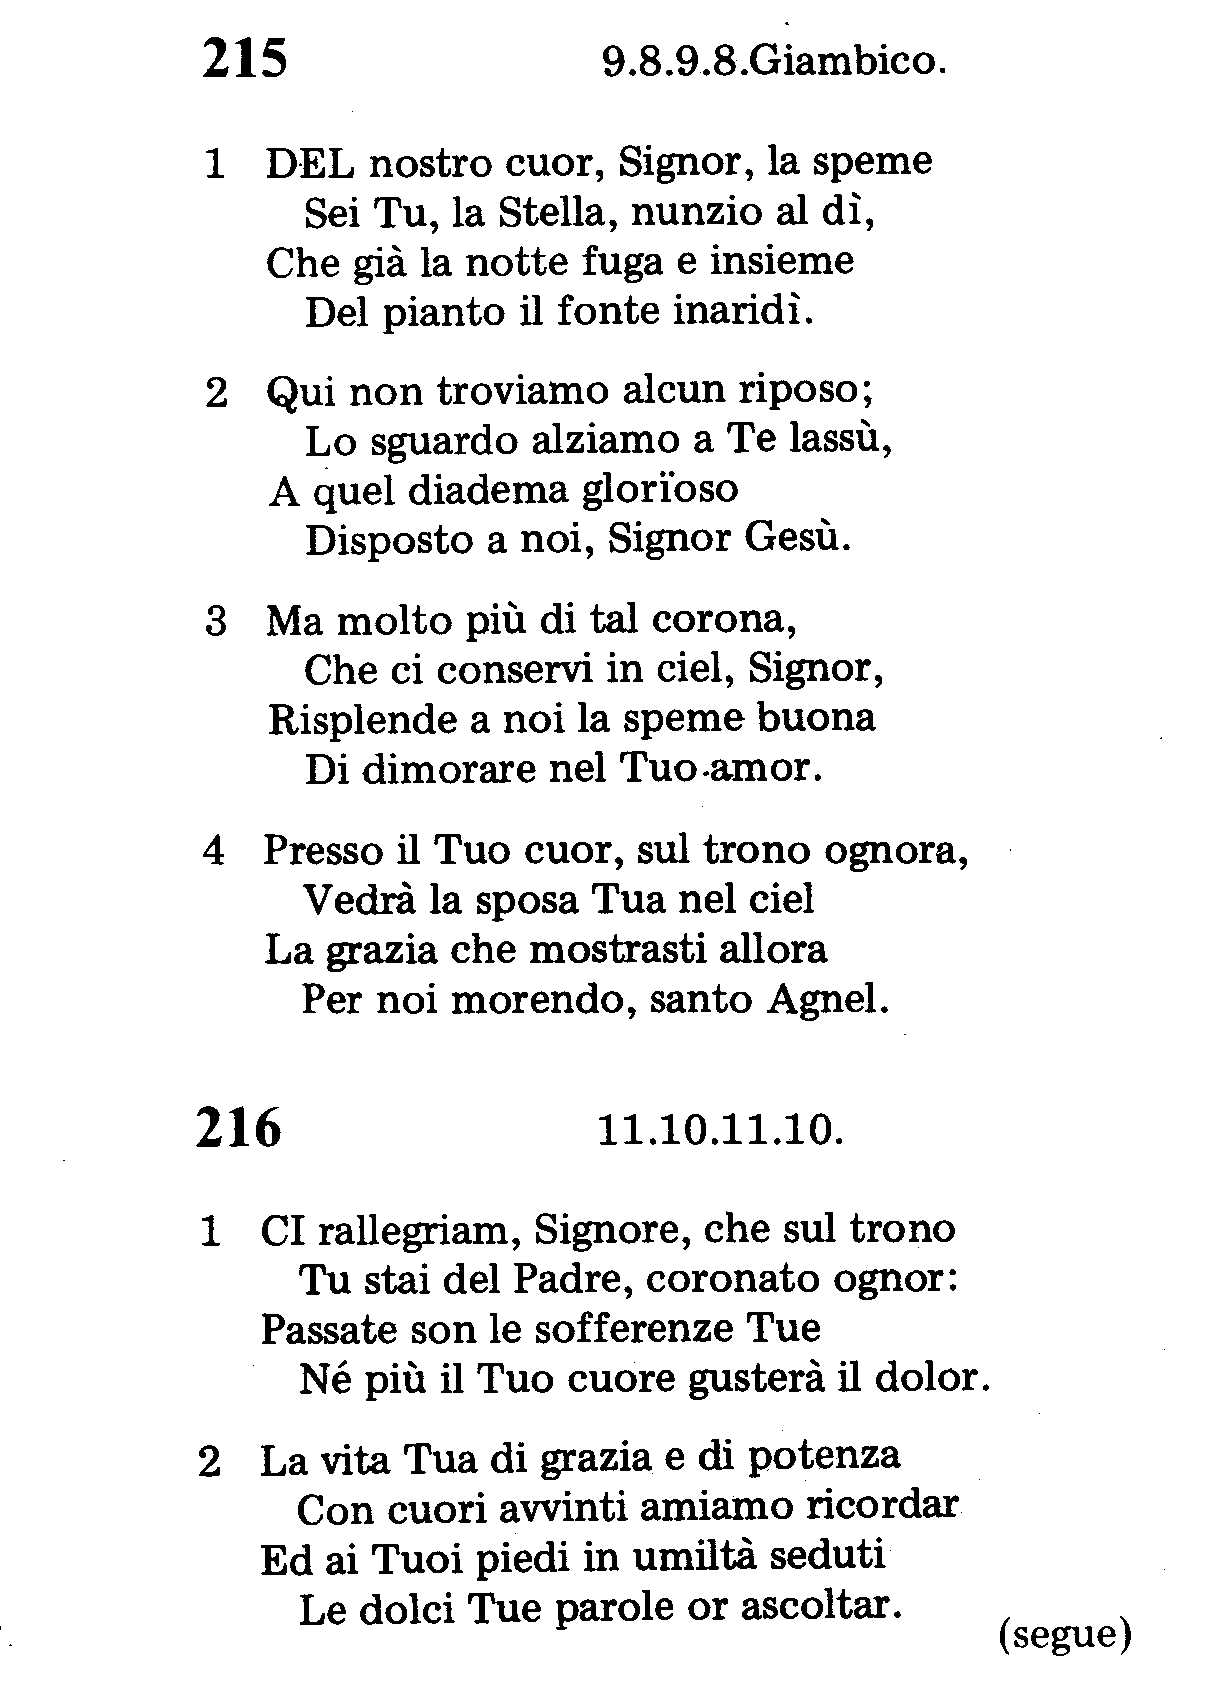 215 9.8.9.8.Giambico.
1 DEL nostro cuor, Signor, la speme
Sei Tu, la Stella, nunzio al dì,
Che già la notte fuga e insieme
Del pianto il fonte inaridì.
2 Qui non troviamo alcun riposo;
Lo sguardo alziamo a Te lassù,
A quel diadema glorïoso
Disposto a noi, Signor Gesù.
3 Ma molto più di tal corona,
Che ci conservi in ciel, Signor,
Risplende a noi la speme buona
Di dimorare nel Tuo amor.
4 Presso il Tuo cuor, sul trono ognora,
Vedrà la sposa Tua nel ciel
La grazia che mostrasti allora
Per noi morendo, santo Agnel.
216 11.10.11.10.
1 CI rallegriam, Signore, che sul trono
Tu stai del Padre, coronato ognor:
Passate son le sofferenze Tue
Né più il Tuo cuore gusterà il dolor.
2 La vita Tua di grazia e di potenza
Con cuori avvinti amiamo ricordar
Ed ai Tuoi piedi in umiltà seduti
Le dolci Tue parole or ascoltar.
(segue)